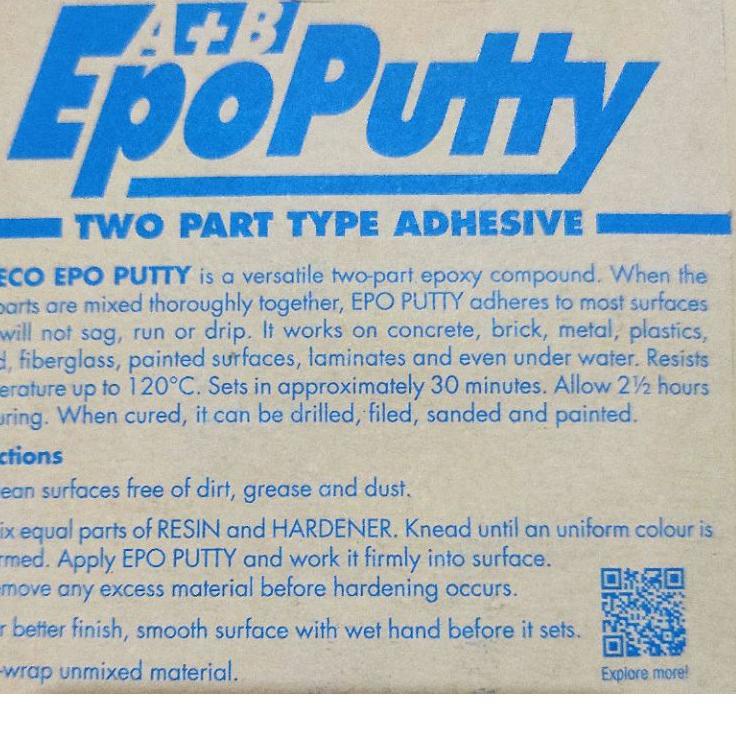 A+B
EpoPutty
TWO PART TYPE ADHESIVE
ECO EPO PUTTY is a versatile two-part epoxy compound. When the
parts are mixed thoroughly together, EPO PUTTY adheres to most surfaces
will not sag, run or drip. It works on concrete, brick, metal, plastics,
d, fiberglass, painted surfaces, laminates and even under water. Resists
erature up to 120°C. Sets in approximately 30 minutes. Allow 2½ hours
uring. When cured, it can be drilled, filed, sanded and painted.
ctions
ean surfaces free of dirt, grease and dust.
ix equal parts of RESIN and HARDENER. Knead until an uniform colour is
rmed. Apply EPO PUTTY and work it firmly into surface.
move any excess material before hardening occurs.
r better finish, smooth surface with wet hand before it sets.
-wrap unmixed material.
Explore more!